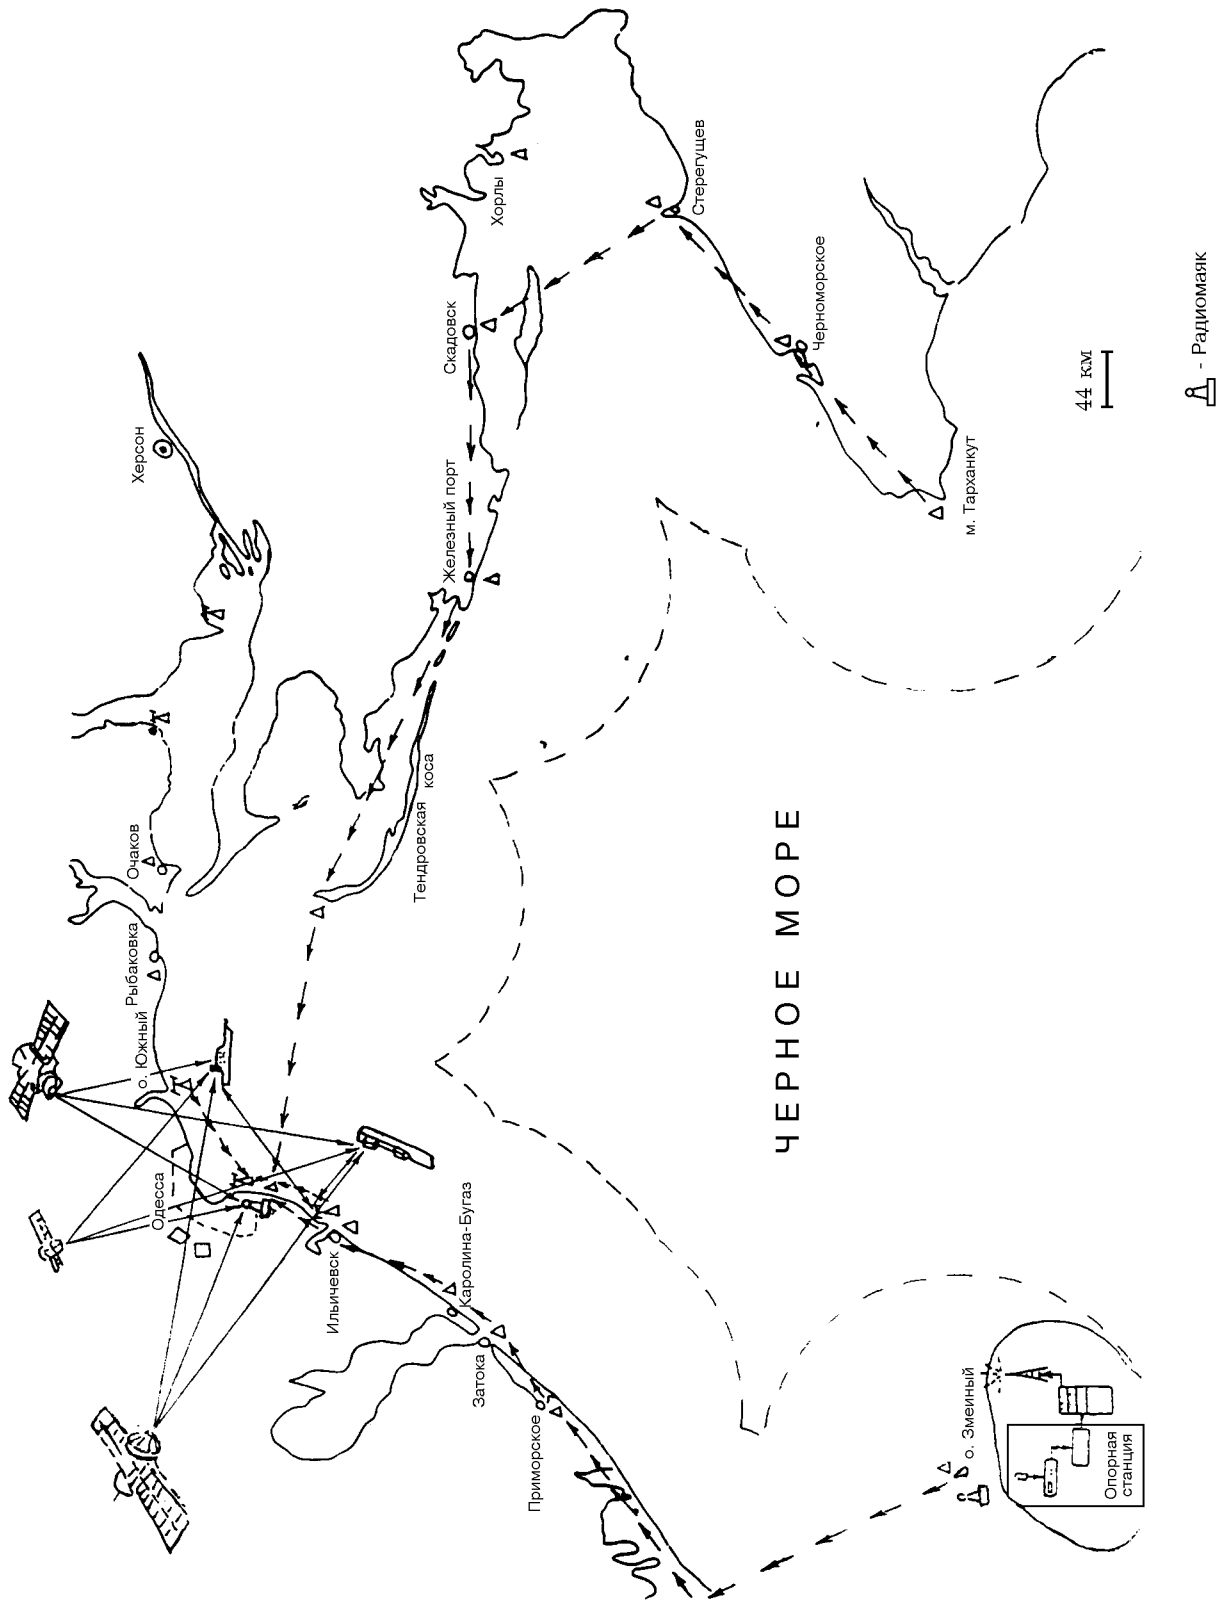 Херсон
Очаков
Рыбаковка
о. Южный
Одесса
Хорлы
Скадовск
Железный порт
Тендровская коса
Стерегущев
Черноморское
м. Тарханкут
Ильичевск
Каролина-Бугаз
Затока
Приморское
ЧЕРНОЕ МОРЕ
о. Змеиный
Опорная
станция
44 км
- Радиомаяк